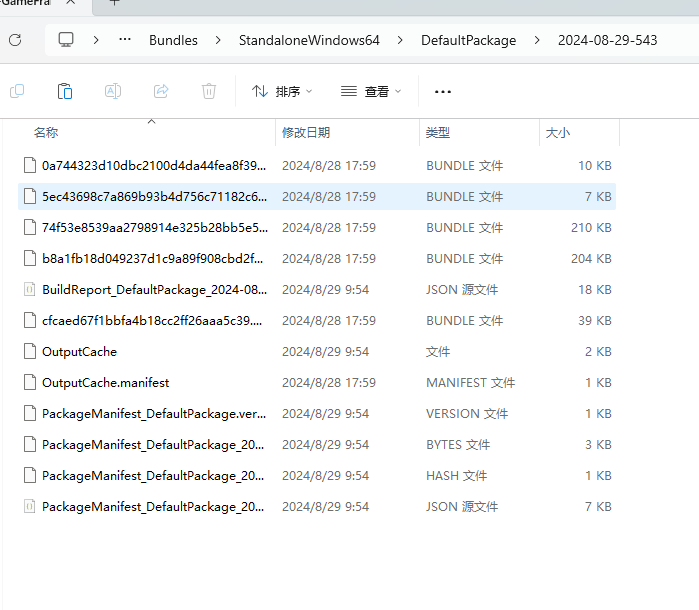 GameFra
··· Bundles > StandaloneWindows64 > DefaultPackage > 2024-08-29-543
排序 查看 ···
名称 修改日期 类型 大小
0a744323d10dbc2100d4da44fea8f39... 2024/8/28 17:59 BUNDLE 文件 10 KB
5ec43698c7a869b93b4d756c71182c6... 2024/8/28 17:59 BUNDLE 文件 7 KB
74f53e8539aa2798914e325b28bb5e5... 2024/8/28 17:59 BUNDLE 文件 210 KB
b8a1fb18d049237d1c9a89f908cbd2f... 2024/8/28 17:59 BUNDLE 文件 204 KB
BuildReport_DefaultPackage_2024-08... 2024/8/29 9:54 JSON 源文件 18 KB
cfcaed67f1bbfa4b18cc2ff26aaa5c39.... 2024/8/28 17:59 BUNDLE 文件 39 KB
OutputCache 2024/8/29 9:54 文件 2 KB
OutputCache.manifest 2024/8/28 17:59 MANIFEST 文件 1 KB
PackageManifest_DefaultPackage.ver... 2024/8/29 9:54 VERSION 文件 1 KB
PackageManifest_DefaultPackage_20... 2024/8/29 9:54 BYTES 文件 3 KB
PackageManifest_DefaultPackage_20... 2024/8/29 9:54 HASH 文件 1 KB
PackageManifest_DefaultPackage_20... 2024/8/29 9:54 JSON 源文件 7 KB